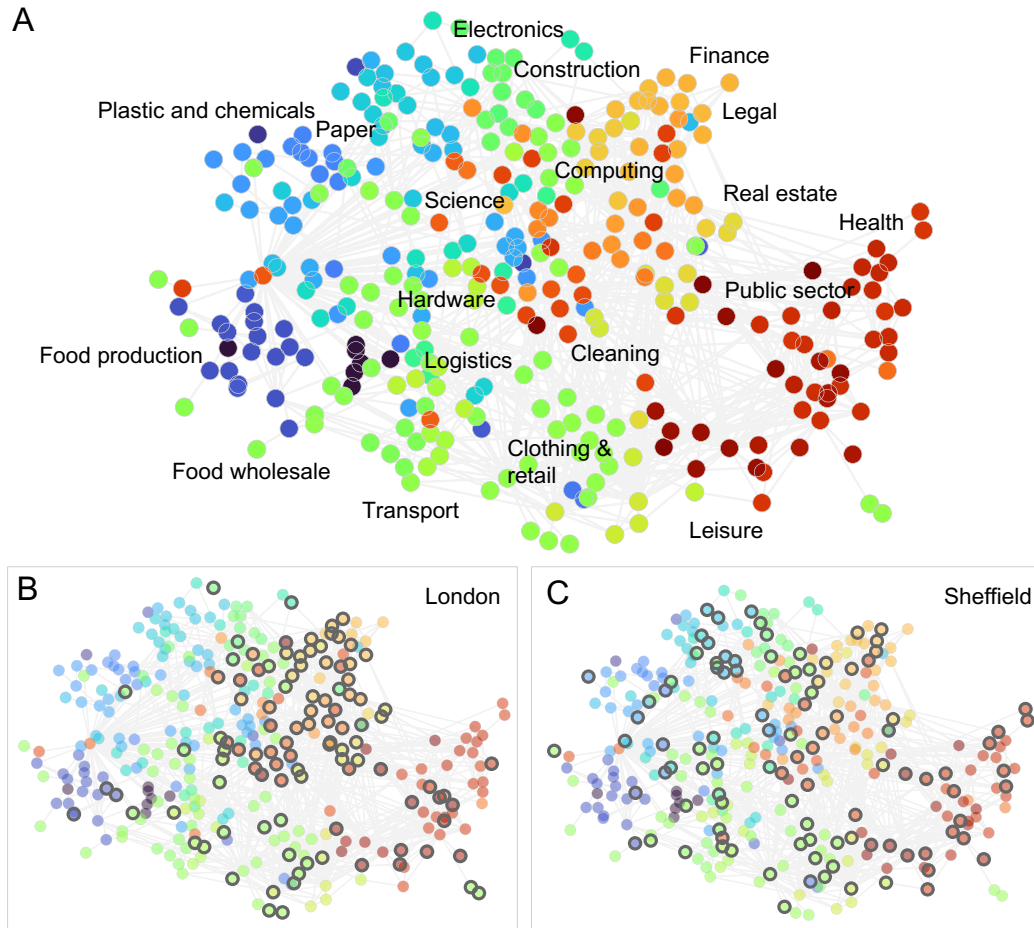 A
Electronics
Construction
Finance
Legal
Plastic and chemicals
Paper
Computing
Science
Real estate
Health
Public sector
Hardware
Food production
Logistics
Cleaning
Clothing &
retail
Food wholesale
Transport
Leisure
B
London
C
Sheffield